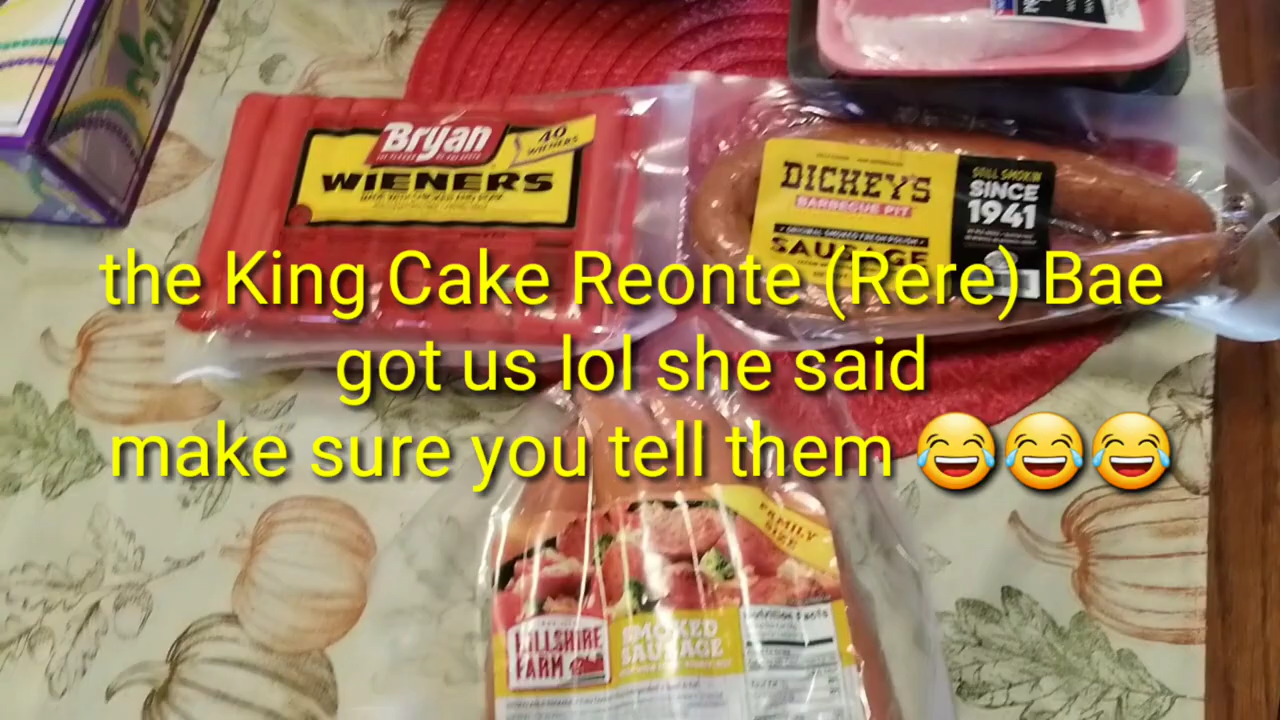 Bryan
40
WIENERS
WIENERS
DICKEY'S
BARBECUE PIT
STILL SMOKIN
SINCE
1941
SAUSAGE
the King Cake Reonte (Rere) Bae
got us lol she said
make sure you tell them 😂😂😂
FAMILY
SIZE
HILLSHIRE
FARM
SMOKED
SAUSAGE
Nutrition Facts